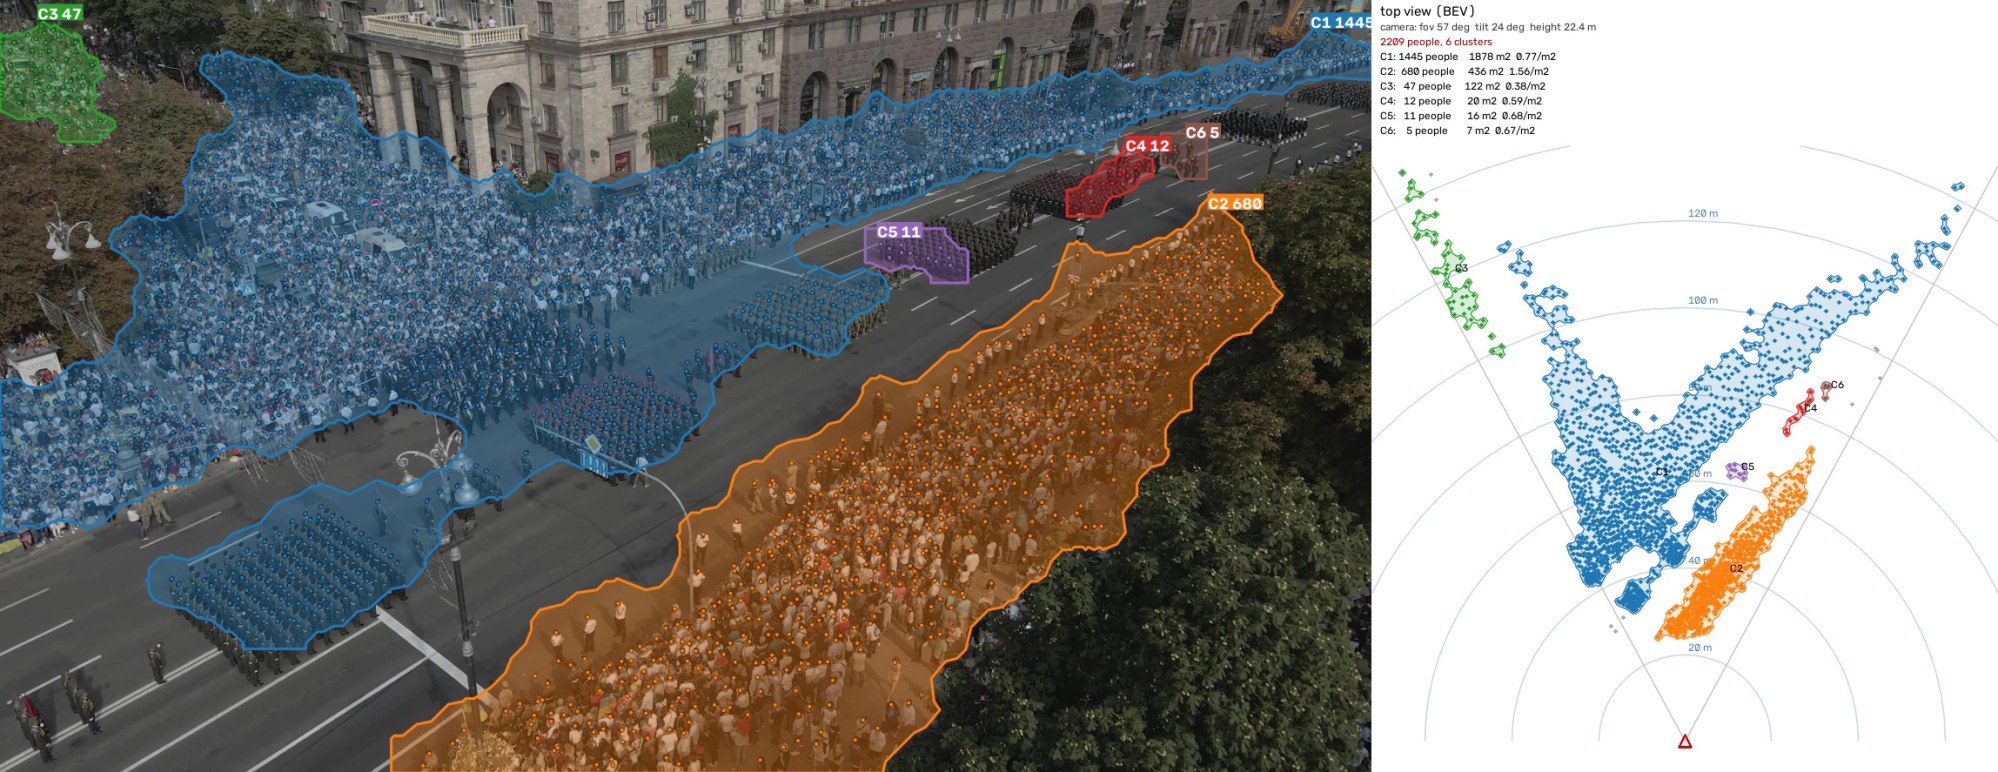 C3 47
C1 1445
C6 5
C4 12
C2 680
C5 11
top view (BEV)
camera: fov 57 deg tilt 24 deg height 22.4 m
2209 people, 6 clusters
C1: 1445 people 1878 m2 0.77/m2
C2: 680 people 436 m2 1.56/m2
C3: 47 people 122 m2 0.38/m2
C4: 12 people 20 m2 0.59/m2
C5: 11 people 16 m2 0.68/m2
C6: 5 people 7 m2 0.67/m2
120 m
C3
100 m
C6
C4
C1
C5
40 m
C2
20 m